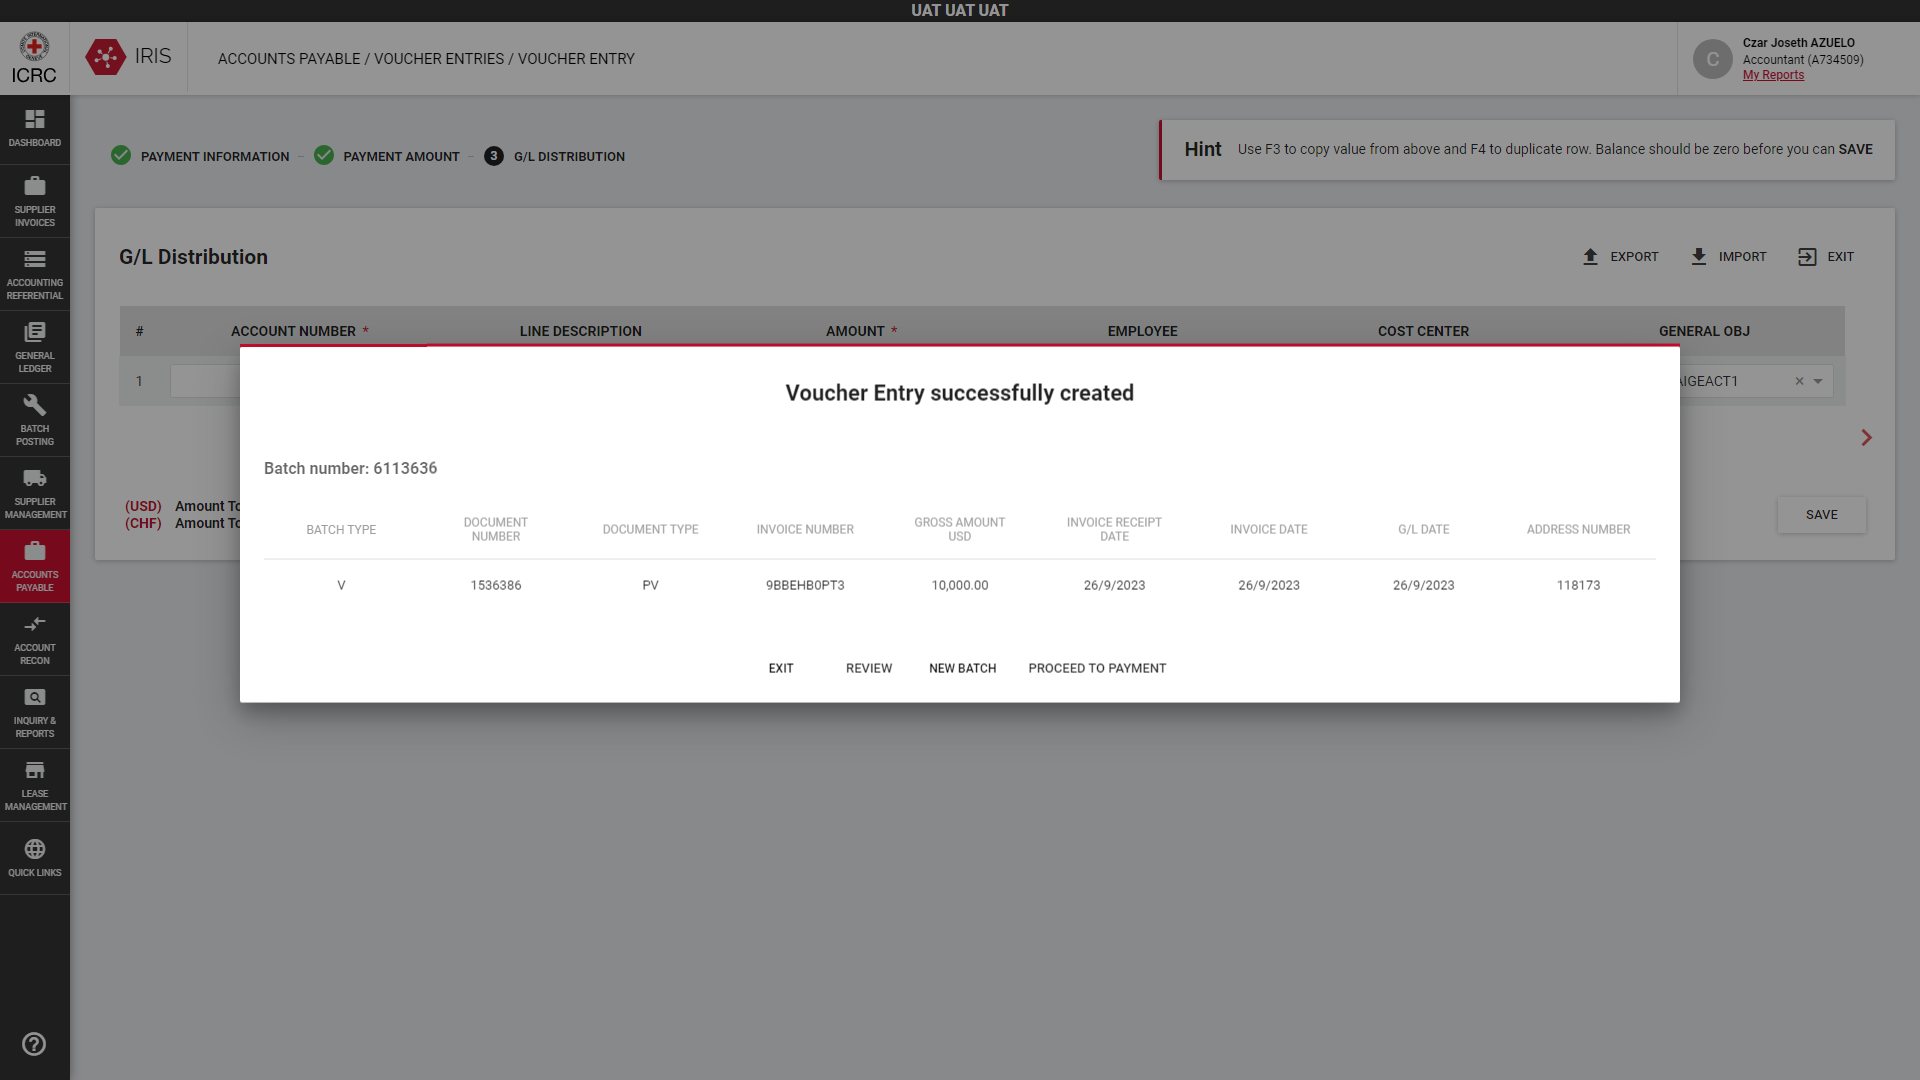 UAT UAT UAT
ICRC
IRIS
ACCOUNTS PAYABLE / VOUCHER ENTRIES / VOUCHER ENTRY
C
Czar Joseth AZUELO
Accountant (A734509)
My Reports
DASHBOARD
SUPPLIER
INVOICES
ACCOUNTING
REFERENTIAL
GENERAL
LEDGER
BATCH
POSTING
SUPPLIER
MANAGEMENT
ACCOUNTS
PAYABLE
ACCOUNT
RECON
INQUIRY &
REPORTS
LEASE
MANAGEMENT
QUICK LINKS
PAYMENT INFORMATION – PAYMENT AMOUNT – 3 G/L DISTRIBUTION
Hint Use F3 to copy value from above and F4 to duplicate row. Balance should be zero before you can SAVE
G/L Distribution
EXPORT IMPORT EXIT
# ACCOUNT NUMBER * LINE DESCRIPTION AMOUNT * EMPLOYEE COST CENTER GENERAL OBJ
1 AIGEACT1 ×
(USD) Amount To
(CHF) Amount To
SAVE
Voucher Entry successfully created
Batch number: 6113636
BATCH TYPE DOCUMENT NUMBER DOCUMENT TYPE INVOICE NUMBER GROSS AMOUNT USD INVOICE RECEIPT DATE INVOICE DATE G/L DATE ADDRESS NUMBER
V 1536386 PV 9BBEHB0PT3 10,000.00 26/9/2023 26/9/2023 26/9/2023 118173
EXIT REVIEW NEW BATCH PROCEED TO PAYMENT